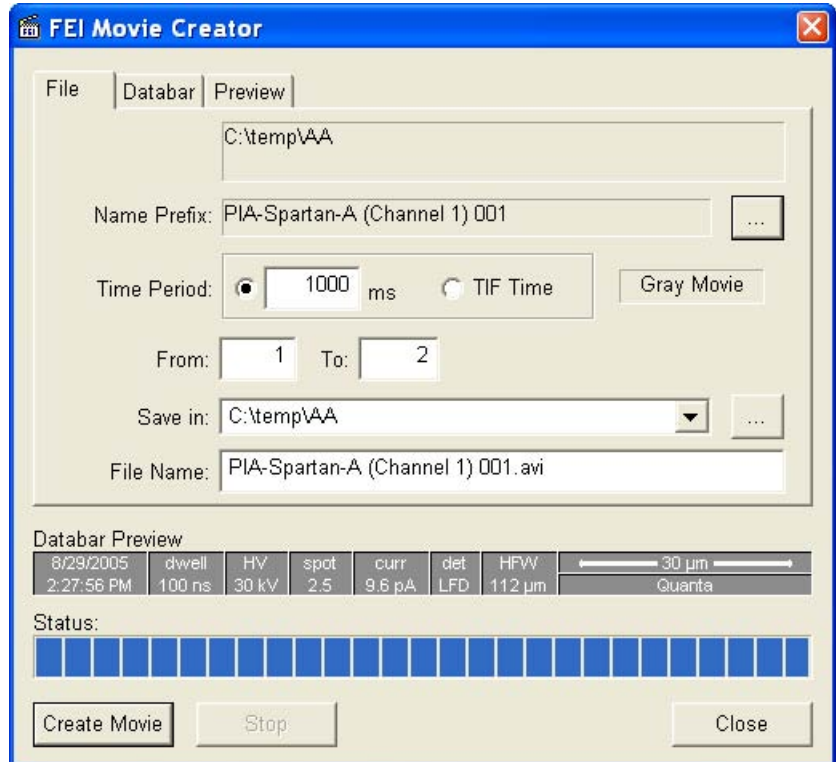 FEI Movie Creator
File Databar Preview
C:\temp\AA
Name Prefix: PIA-Spartan-A (Channel 1) 001 ...
Time Period: 1000 ms TIF Time Gray Movie
From: 1 To: 2
Save in: C:\temp\AA ...
File Name: PIA-Spartan-A (Channel 1) 001.avi
Databar Preview
8/29/2005 dwell HV spot curr det HFW 30 µm
2:27:56 PM 100 ns 30 kV 2.5 9.6 pA LFD 112 µm Quanta
Status:
Create Movie Stop Close